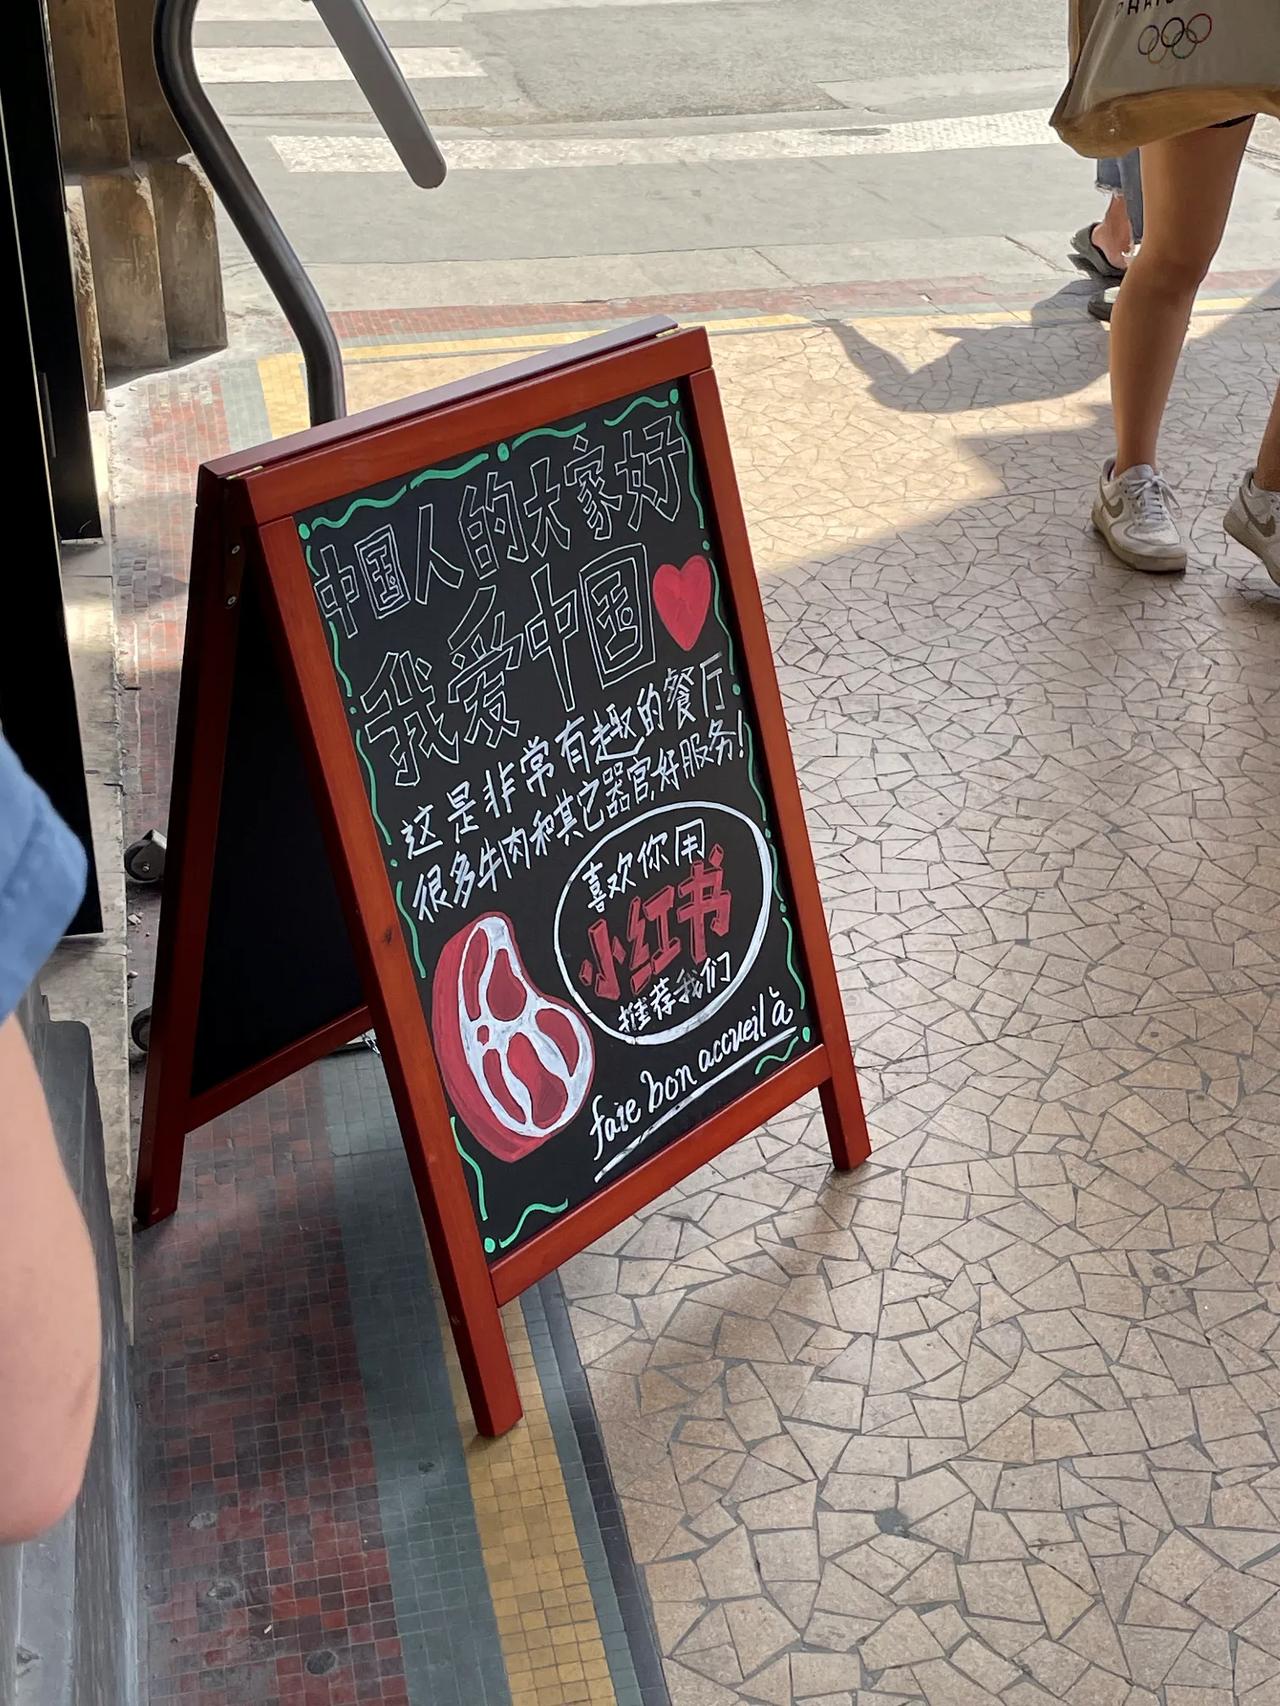 中国人的大家好
我爱中国
这是非常有趣的餐厅
很多牛肉和其它器官,好服务!
喜欢你用
小红书
推荐我们
faie bon accueil à